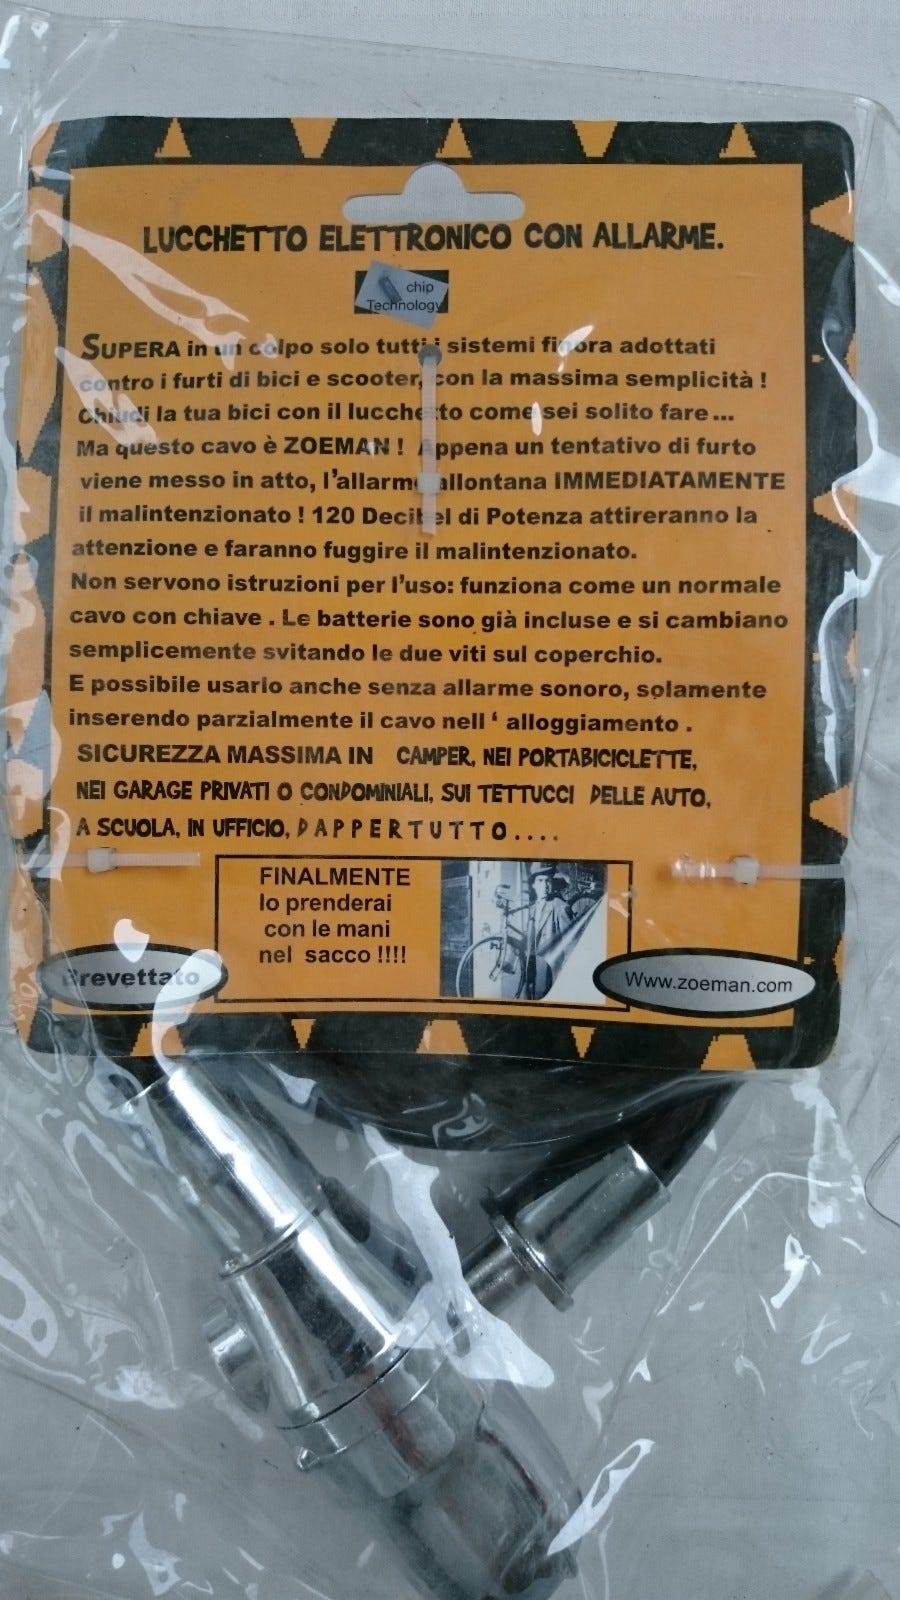 LUCCHETTO ELETTRONICO CON ALLARME.
chip
Technology
SUPERA in un colpo solo tutti i sistemi finora adottati
contro i furti di bici e scooter, con la massima semplicità !
Chiudi la tua bici con il lucchetto come sei solito fare ...
Ma questo cavo è ZOEMAN ! Appena un tentativo di furto
viene messo in atto, l'allarme allontana IMMEDIATAMENTE
il malintenzionato ! 120 Decibel di Potenza attireranno la
attenzione e faranno fuggire il malintenzionato.
Non servono istruzioni per l'uso: funziona come un normale
cavo con chiave . Le batterie sono già incluse e si cambiano
semplicemente svitando le due viti sul coperchio.
E possibile usarlo anche senza allarme sonoro, solamente
inserendo parzialmente il cavo nell ' alloggiamento .
SICUREZZA MASSIMA IN CAMPER, NEI PORTABICICLETTE,
NEI GARAGE PRIVATI O CONDOMINIALI, SUI TETTUCCI DELLE AUTO,
A SCUOLA, IN UFFICIO, DAPPERTUTTO....
FINALMENTE
lo prenderai
con le mani
nel sacco !!!!
Brevettato
Www.zoeman.com